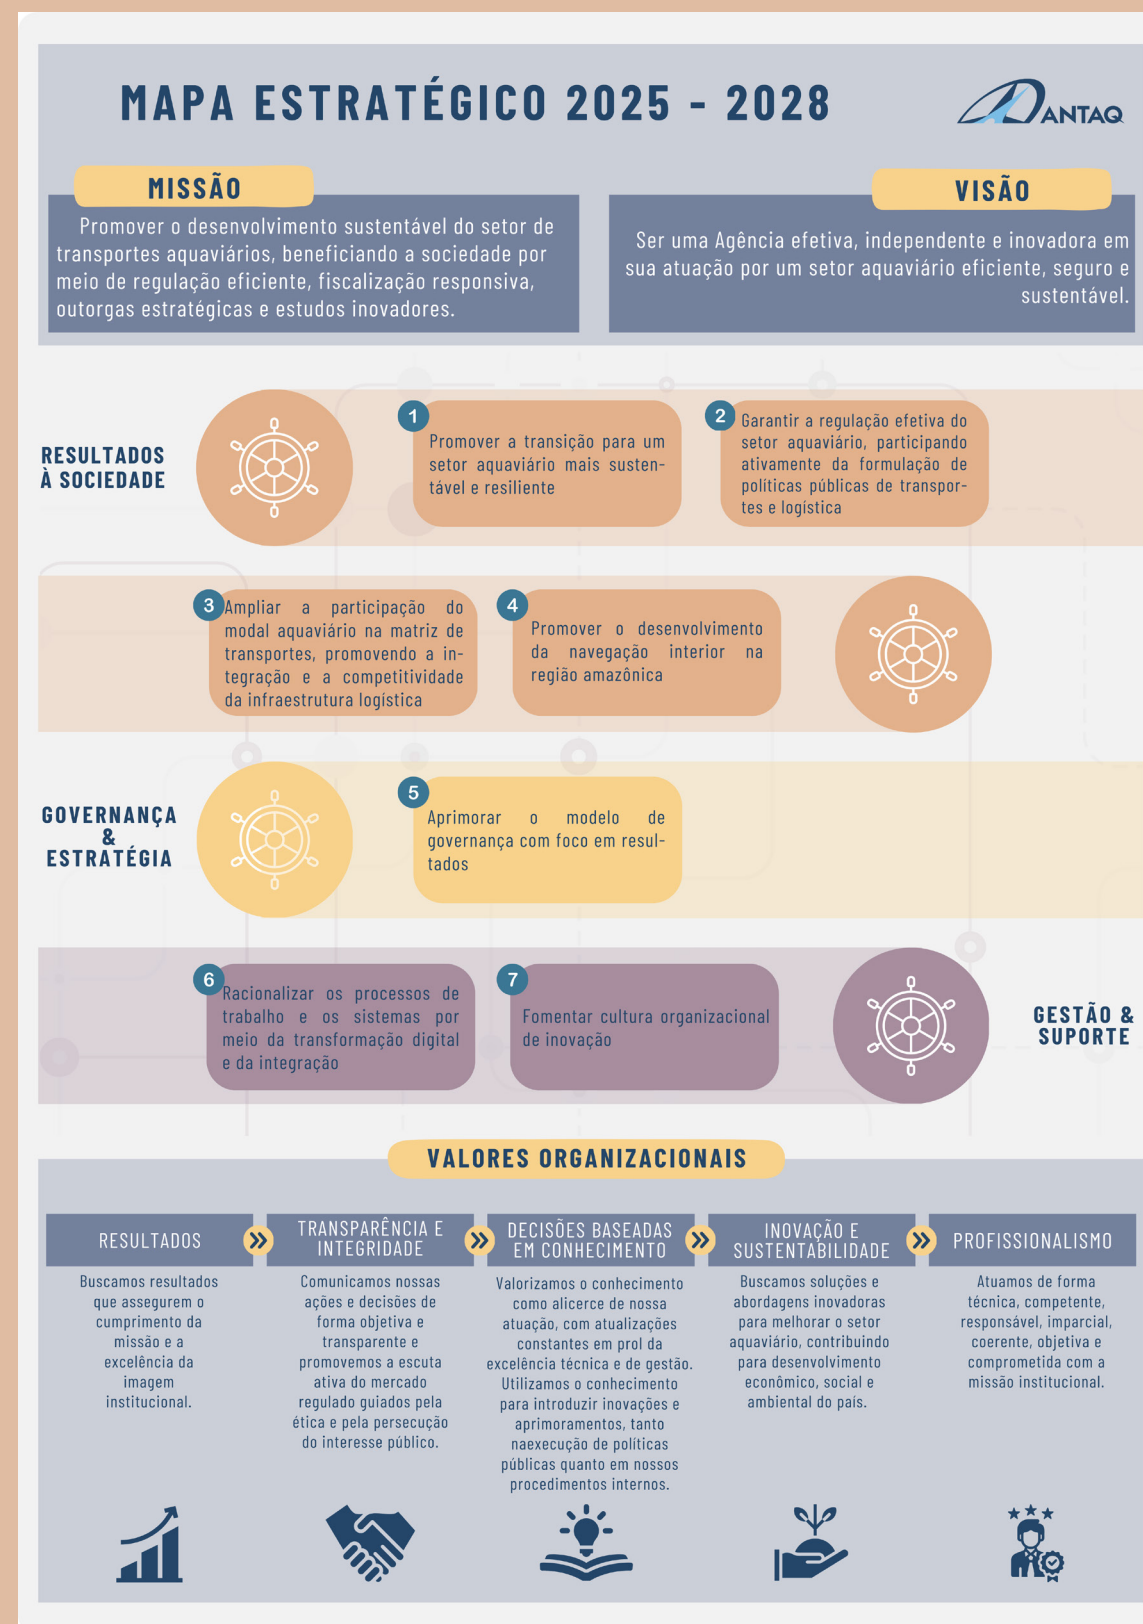 MAPA ESTRATÉGICO 2025 - 2028
ANTAQ
MISSÃO
Promover o desenvolvimento sustentável do setor de
transportes aquaviários, beneficiando a sociedade por
meio de regulação eficiente, fiscalização responsiva,
outorgas estratégicas e estudos inovadores.
VISÃO
Ser uma Agência efetiva, independente e inovadora em
sua atuação por um setor aquaviário eficiente, seguro e
sustentável.
RESULTADOS
À SOCIEDADE
1
Promover a transição para um
setor aquaviário mais susten-
tável e resiliente
2
Garantir a regulação efetiva do
setor aquaviário, participando
ativamente da formulação de
políticas públicas de transpor-
tes e logística
3
Ampliar a participação do
modal aquaviário na matriz de
transportes, promovendo a in-
tegração e a competitividade
da infraestrutura logística
4
Promover o desenvolvimento
da navegação interior na
região amazônica
GOVERNANÇA
&
ESTRATÉGIA
5
Aprimorar o modelo de
governança com foco em resul-
tados
6
Racionalizar os processos de
trabalho e os sistemas por
meio da transformação digital
e da integração
7
Fomentar cultura organizacional
de inovação
GESTÃO &
SUPORTE
VALORES ORGANIZACIONAIS
RESULTADOS
Buscamos resultados
que assegurem o
cumprimento da
missão e a
excelência da
imagem
institucional.
TRANSPARÊNCIA E
INTEGRIDADE
Comunicamos nossas
ações e decisões de
forma objetiva e
transparente e
promovemos a escuta
ativa do mercado
regulado guiados pela
ética e pela persecução
do interesse público.
DECISÕES BASEADAS
EM CONHECIMENTO
Valorizamos o conhecimento
como alicerce de nossa
atuação, com atualizações
constantes em prol da
excelência técnica e de gestão.
Utilizamos o conhecimento
para introduzir inovações e
aprimoramentos, tanto
naexecução de políticas
públicas quanto em nossos
procedimentos internos.
INOVAÇÃO E
SUSTENTABILIDADE
Buscamos soluções e
abordagens inovadoras
para melhorar o setor
aquaviário, contribuindo
para desenvolvimento
econômico, social e
ambiental do país.
PROFISSIONALISMO
Atuamos de forma
técnica, competente,
responsável, imparcial,
coerente, objetiva e
comprometida com a
missão institucional.